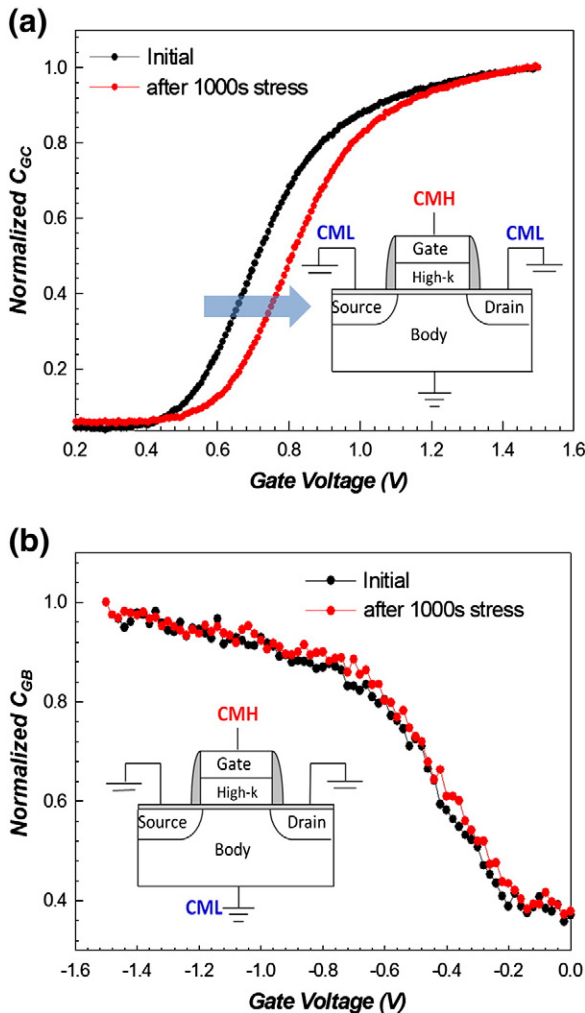 (a)
Normalized C_GC
1.0
0.8
0.6
0.4
0.2
0.2 0.4 0.6 0.8 1.0 1.2 1.4 1.6
Gate Voltage (V)
Initial
after 1000s stress
CMH
CML
CML
Gate
High-k
Source
Drain
Body
(b)
Normalized C_GB
1.0
0.8
0.6
0.4
-1.6 -1.4 -1.2 -1.0 -0.8 -0.6 -0.4 -0.2 0.0
Gate Voltage (V)
Initial
after 1000s stress
CMH
Gate
High-k
Source
Drain
Body
CML